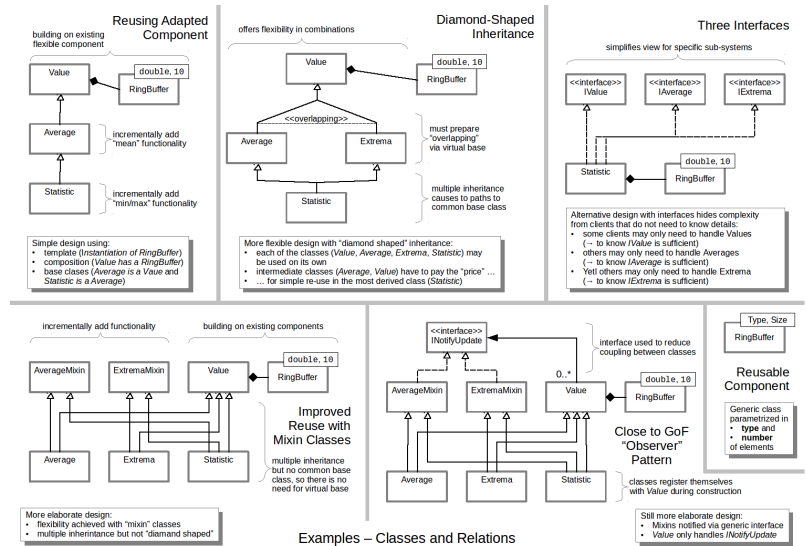 Reusing Adapted
Component
building on existing
flexible component
Value
double, 10
RingBuffer
Average
incrementally add
“mean” functionality
Statistic
incrementally add
“min/max” functionality
Simple design using:
• template (Instantiation of RingBuffer)
• composition (Value has a RingBuffer)
• base classes (Average is a Vaue and
Statistic is a Average)
Diamond-Shaped
Inheritance
offers flexibility in combinations
Value
double, 10
RingBuffer
<<overlapping>>
Average
Extrema
must prepare
“overlapping”
via virtual base
Statistic
multiple inheritance
causes to paths to
common base class
More flexible design with “diamond shaped” inheritance:
• each of the classes (Value, Average, Extrema, Statistic) may
be used on its own
• intermediate classes (Average, Value) have to pay the “price” ...
• ... for simple re-use in the most derived class (Statistic)
Three Interfaces
simplifies view for specific sub-systems
<<interface>>
IValue
<<interface>>
IAverage
<<interface>>
IExtrema
Statistic
double, 10
RingBuffer
Alternative design with interfaces hides complexity
from clients that do not need to know details:
• some clients may only need to handle Values
(→ to know IValue is sufficient)
• others may only need to handle Averages
(→ to know IAverage is sufficient)
• Yetl others may only need to handle Extrema
(→ to know IExtrema is sufficient)
incrementally add functionality
building on existing components
AverageMixin
ExtremaMixin
Value
double, 10
RingBuffer
Improved
Reuse with
Mixin Classes
Average
Extrema
Statistic
multiple inheritance
but no common base
class, so there is no
need for virtual base
More elaborate design:
• flexibility achieved with “mixin” classes
• multiple inherintance but not “diamand shaped”
<<interface>>
INotifyUpdate
interface used to reduce
coupling between classes
0..*
AverageMixin
ExtremaMixin
Value
double, 10
RingBuffer
Close to GoF
“Observer”
Pattern
Average
Extrema
Statistic
classes register themselves
with Value during construction
Still more elaborate design:
• Mixins notified via generic interface
• Value only handles INotifyUpdate
Type, Size
RingBuffer
Reusable
Component
Generic class
parametrized in
• type and
• number
of elements
Examples – Classes and Relations